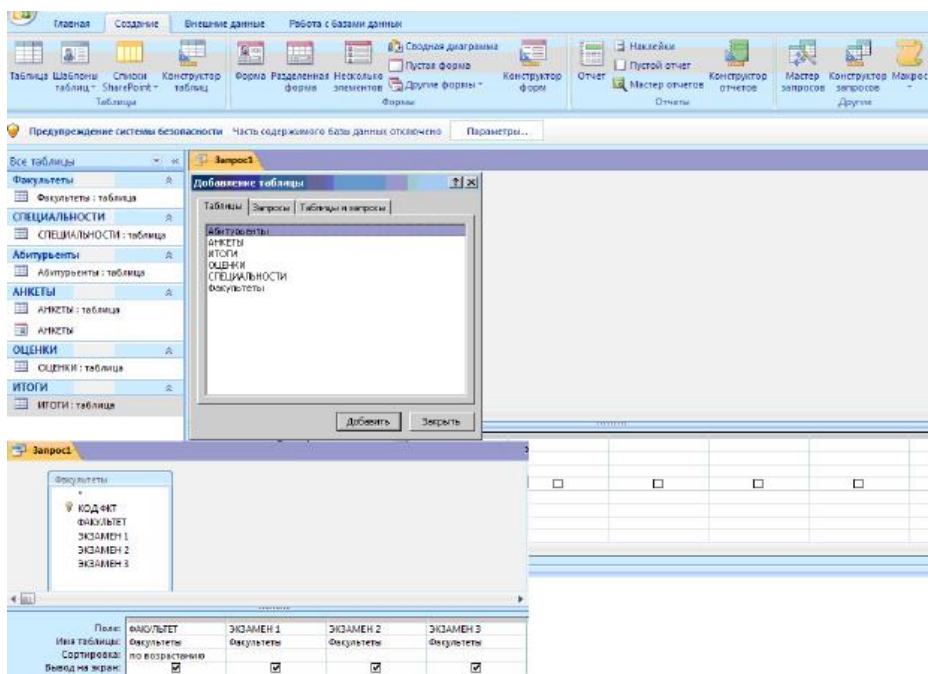 Главная Создание Внешние данные Работа с базами данных
Таблица Шаблоны таблиц Списки SharePoint Конструктор таблиц
Таблицы
Форма Разделенная форма Несколько элементов
Сводная диаграмма
Пустая форма
Другие формы
Конструктор форм
Формы
Отчет
Наклейки
Пустой отчет
Мастер отчетов
Конструктор отчетов
Отчеты
Мастер запросов Конструктор запросов Макрос
Другие
Предупреждение системы безопасности Часть содержимого базы данных отключено Параметры...
Все таблицы
Факультеты
Факультеты : таблица
СПЕЦИАЛЬНОСТИ
СПЕЦИАЛЬНОСТИ : таблица
Абитурьенты
Абитурьенты : таблица
АНКЕТЫ
АНКЕТЫ : таблица
АНКЕТЫ
ОЦЕНКИ
ОЦЕНКИ : таблица
ИТОГИ
ИТОГИ : таблица
Запрос1
Добавление таблицы
Таблицы Запросы Таблицы и запросы
Абитурьенты
АНКЕТЫ
ИТОГИ
ОЦЕНКИ
СПЕЦИАЛЬНОСТИ
Факультеты
Добавить Закрыть
Запрос1
Факультеты
*
КОД ФКТ
ФАКУЛЬТЕТ
ЭКЗАМЕН 1
ЭКЗАМЕН 2
ЭКЗАМЕН 3
Поле: ФАКУЛЬТЕТ ЭКЗАМЕН 1 ЭКЗАМЕН 2 ЭКЗАМЕН 3
Имя таблицы: Факультеты Факультеты Факультеты Факультеты
Сортировка: по возрастанию
Вывод на экран: